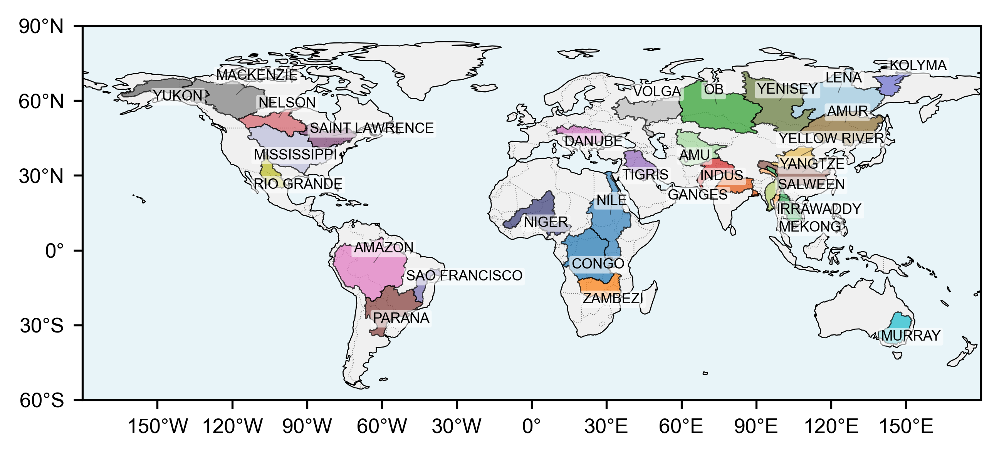 90°N
60°N
30°N
0°
30°S
60°S
MACKENZIE
KOLYMA
LENA
YUKON
VOLGA
OB
YENISEY
NELSON
AMUR
SAINT LAWRENCE
DANUBE
YELLOW RIVER
MISSISSIPPI
AMU
YANGTZE
TIGRIS
INDUS
RIO GRANDE
SALWEEN
GANGES
NILE
IRRAWADDY
NIGER
MEKONG
AMAZON
CONGO
SAO FRANCISCO
ZAMBEZI
PARANA
MURRAY
150°W 120°W 90°W 60°W 30°W 0° 30°E 60°E 90°E 120°E 150°E